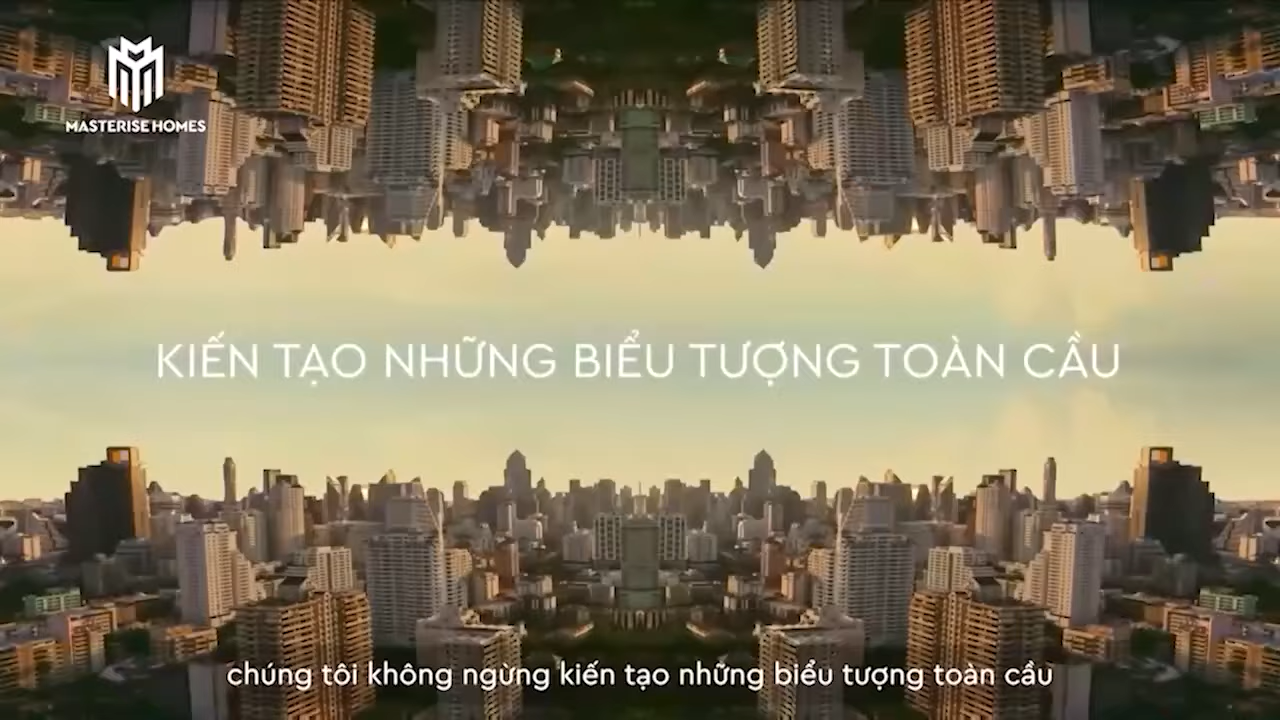 MASTERISE HOMES
KIẾN TẠO NHỮNG BIỂU TƯỢNG TOÀN CẦU
chúng tôi không ngừng kiến tạo những biểu tượng toàn cầu